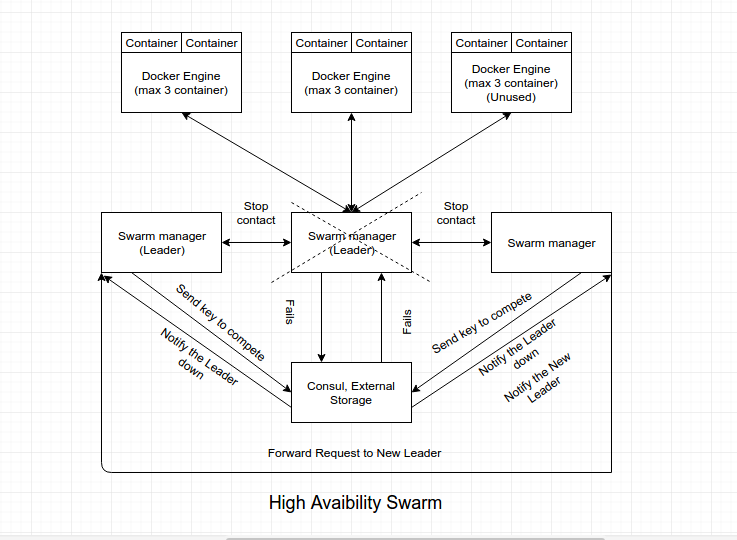 Container Container
Container Container
Container Container
Docker Engine
(max 3 container)
Docker Engine
(max 3 container)
Docker Engine
(max 3 container)
(Unused)
Stop
contact
Stop
contact
Swarm manager
(Leader)
Swarm manager
(Leader)
Swarm manager
Send key to compete
Notify the Leader
down
Fails
Fails
Send key to compete
Notify the Leader
down
Notify the New
Leader
Consul, External
Storage
Forward Request to New Leader
High Avaibility Swarm